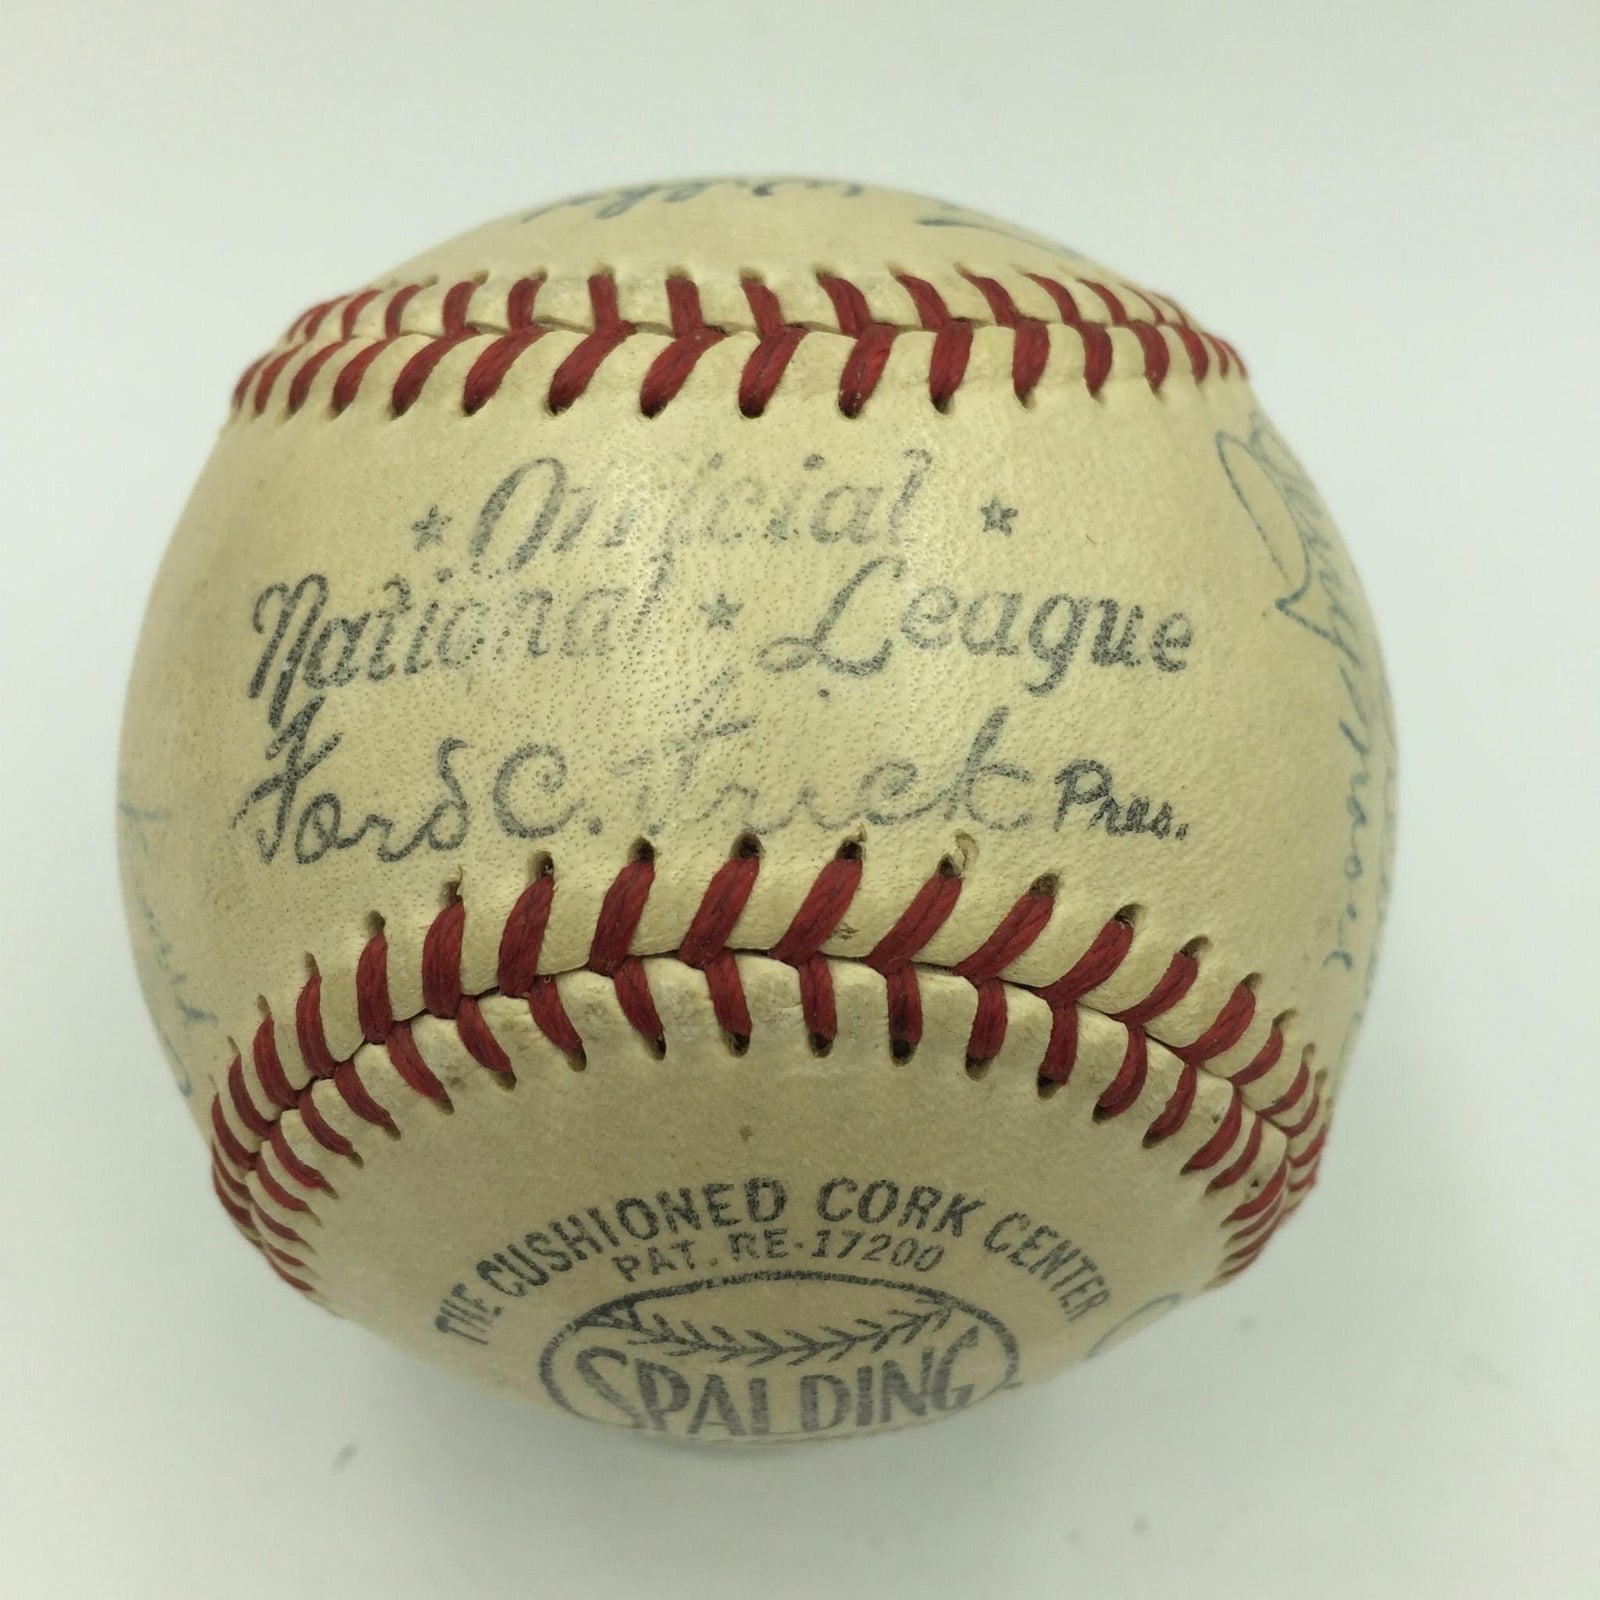 ★ Official ★
National ★ League
Ford C. Frick Pres.
THE CUSHIONED CORK CENTER
PAT. RE-17200
SPALDING